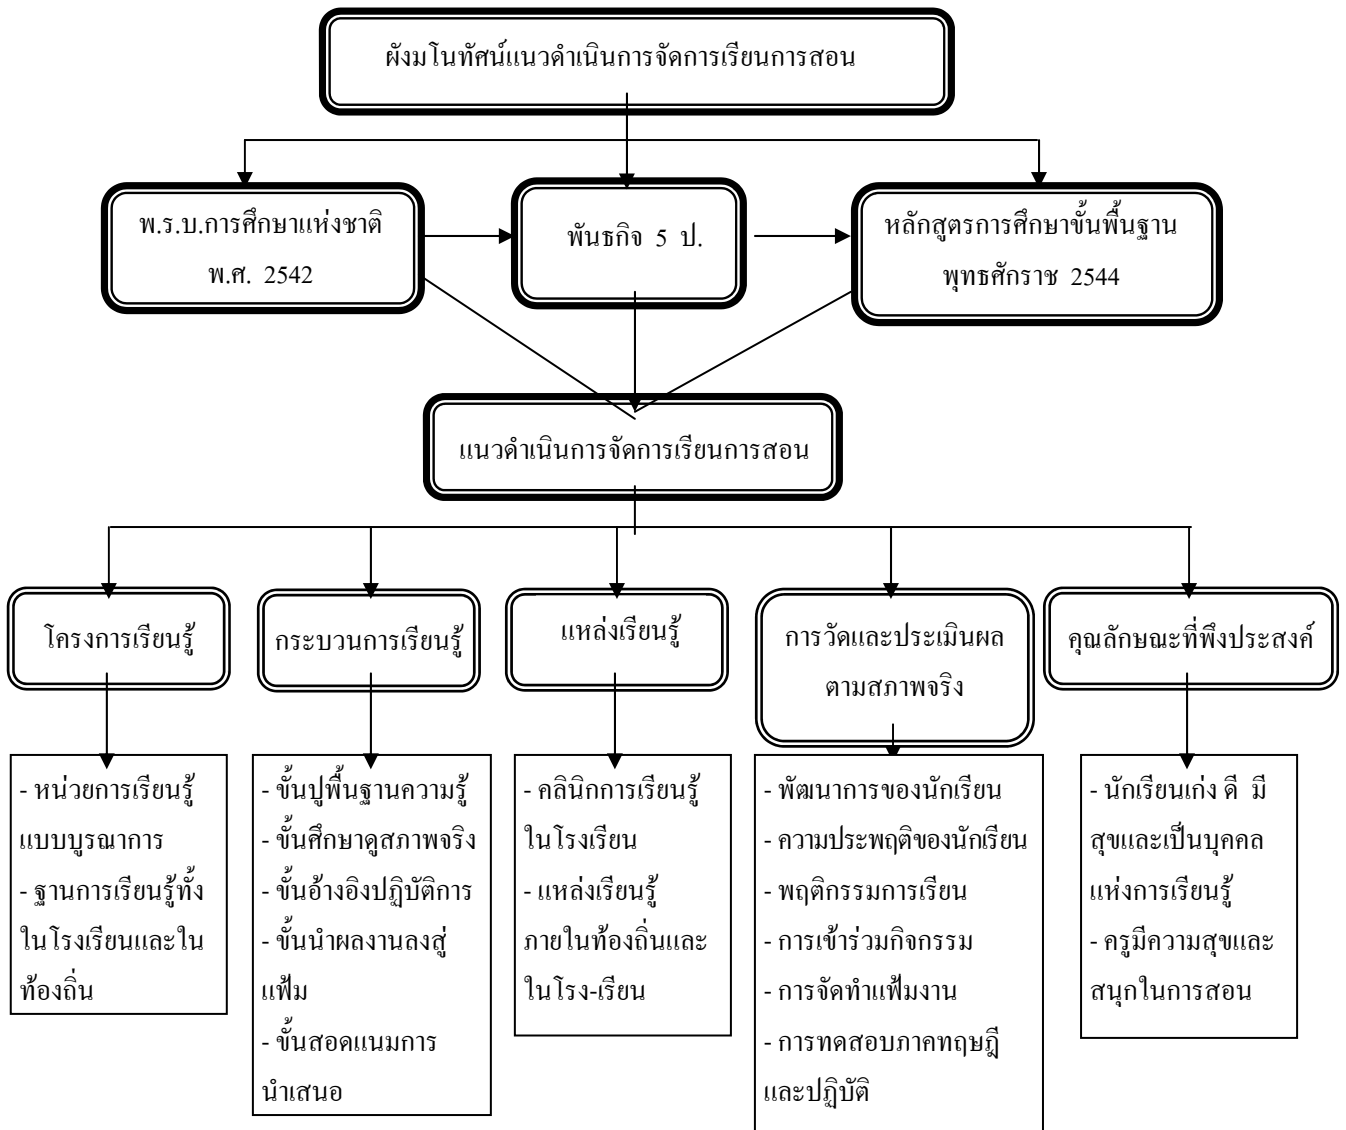 ผังมโนทัศน์แนวดำเนินการจัดการเรียนการสอน
พ.ร.บ.การศึกษาแห่งชาติ
พ.ศ. 2542
พันธกิจ 5 ป.
หลักสูตรการศึกษาขั้นพื้นฐาน
พุทธศักราช 2544
แนวดำเนินการจัดการเรียนการสอน
โครงการเรียนรู้
กระบวนการเรียนรู้
แหล่งเรียนรู้
การวัดและประเมินผล
ตามสภาพจริง
คุณลักษณะที่พึงประสงค์
- หน่วยการเรียนรู้
แบบบูรณาการ
- ฐานการเรียนรู้ทั้ง
ในโรงเรียนและใน
ท้องถิ่น
- ขั้นปูพื้นฐานความรู้
- ขั้นศึกษาดูสภาพจริง
- ขั้นอ้างอิงปฏิบัติการ
- ขั้นนำผลงานลงสู่
แฟ้ม
- ขั้นสอดแนมการ
นำเสนอ
- คลินิกการเรียนรู้
ในโรงเรียน
- แหล่งเรียนรู้
ภายในท้องถิ่นและ
ในโรง-เรียน
- พัฒนาการของนักเรียน
- ความประพฤติของนักเรียน
- พฤติกรรมการเรียน
- การเข้าร่วมกิจกรรม
- การจัดทำแฟ้มงาน
- การทดสอบภาคทฤษฎี
และปฏิบัติ
- นักเรียนเก่ง ดี มี
สุขและเป็นบุคคล
แห่งการเรียนรู้
- ครูมีความสุขและ
สนุกในการสอน